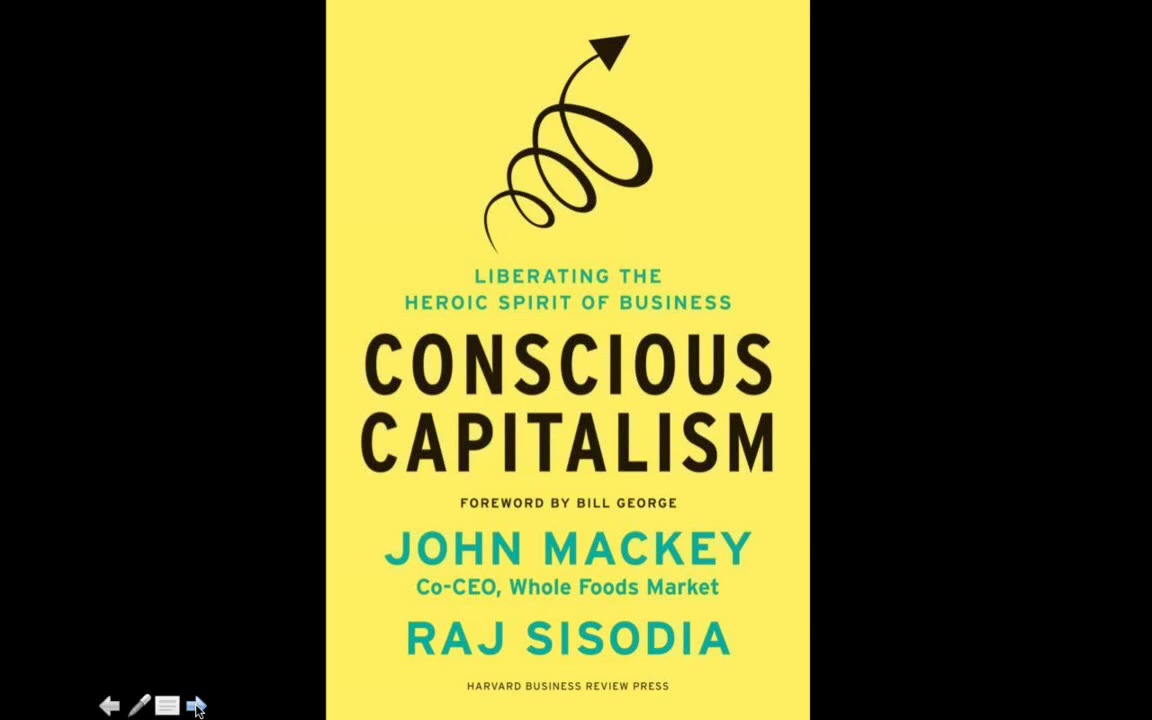 LIBERATING THE
HEROIC SPIRIT OF BUSINESS
CONSCIOUS
CAPITALISM
FOREWORD BY BILL GEORGE
JOHN MACKEY
Co-CEO, Whole Foods Market
RAJ SISODIA
HARVARD BUSINESS REVIEW PRESS